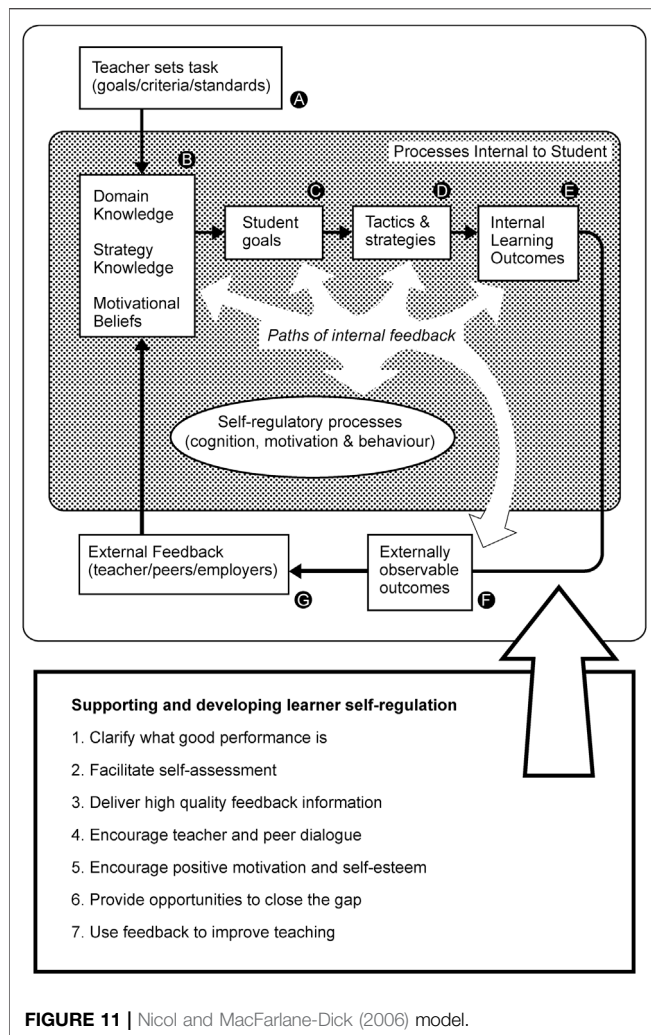 Teacher sets task
(goals/criteria/standards)
A
Processes Internal to Student
B
Domain
Knowledge
Strategy
Knowledge
Motivational
Beliefs
C
Student
goals
D
Tactics &
strategies
E
Internal
Learning
Outcomes
Paths of internal feedback
Self-regulatory processes
(cognition, motivation & behaviour)
External Feedback
(teacher/peers/employers)
G
Externally
observable
outcomes
F
Supporting and developing learner self-regulation
1. Clarify what good performance is
2. Facilitate self-assessment
3. Deliver high quality feedback information
4. Encourage teacher and peer dialogue
5. Encourage positive motivation and self-esteem
6. Provide opportunities to close the gap
7. Use feedback to improve teaching
FIGURE 11 | Nicol and MacFarlane-Dick (2006) model.